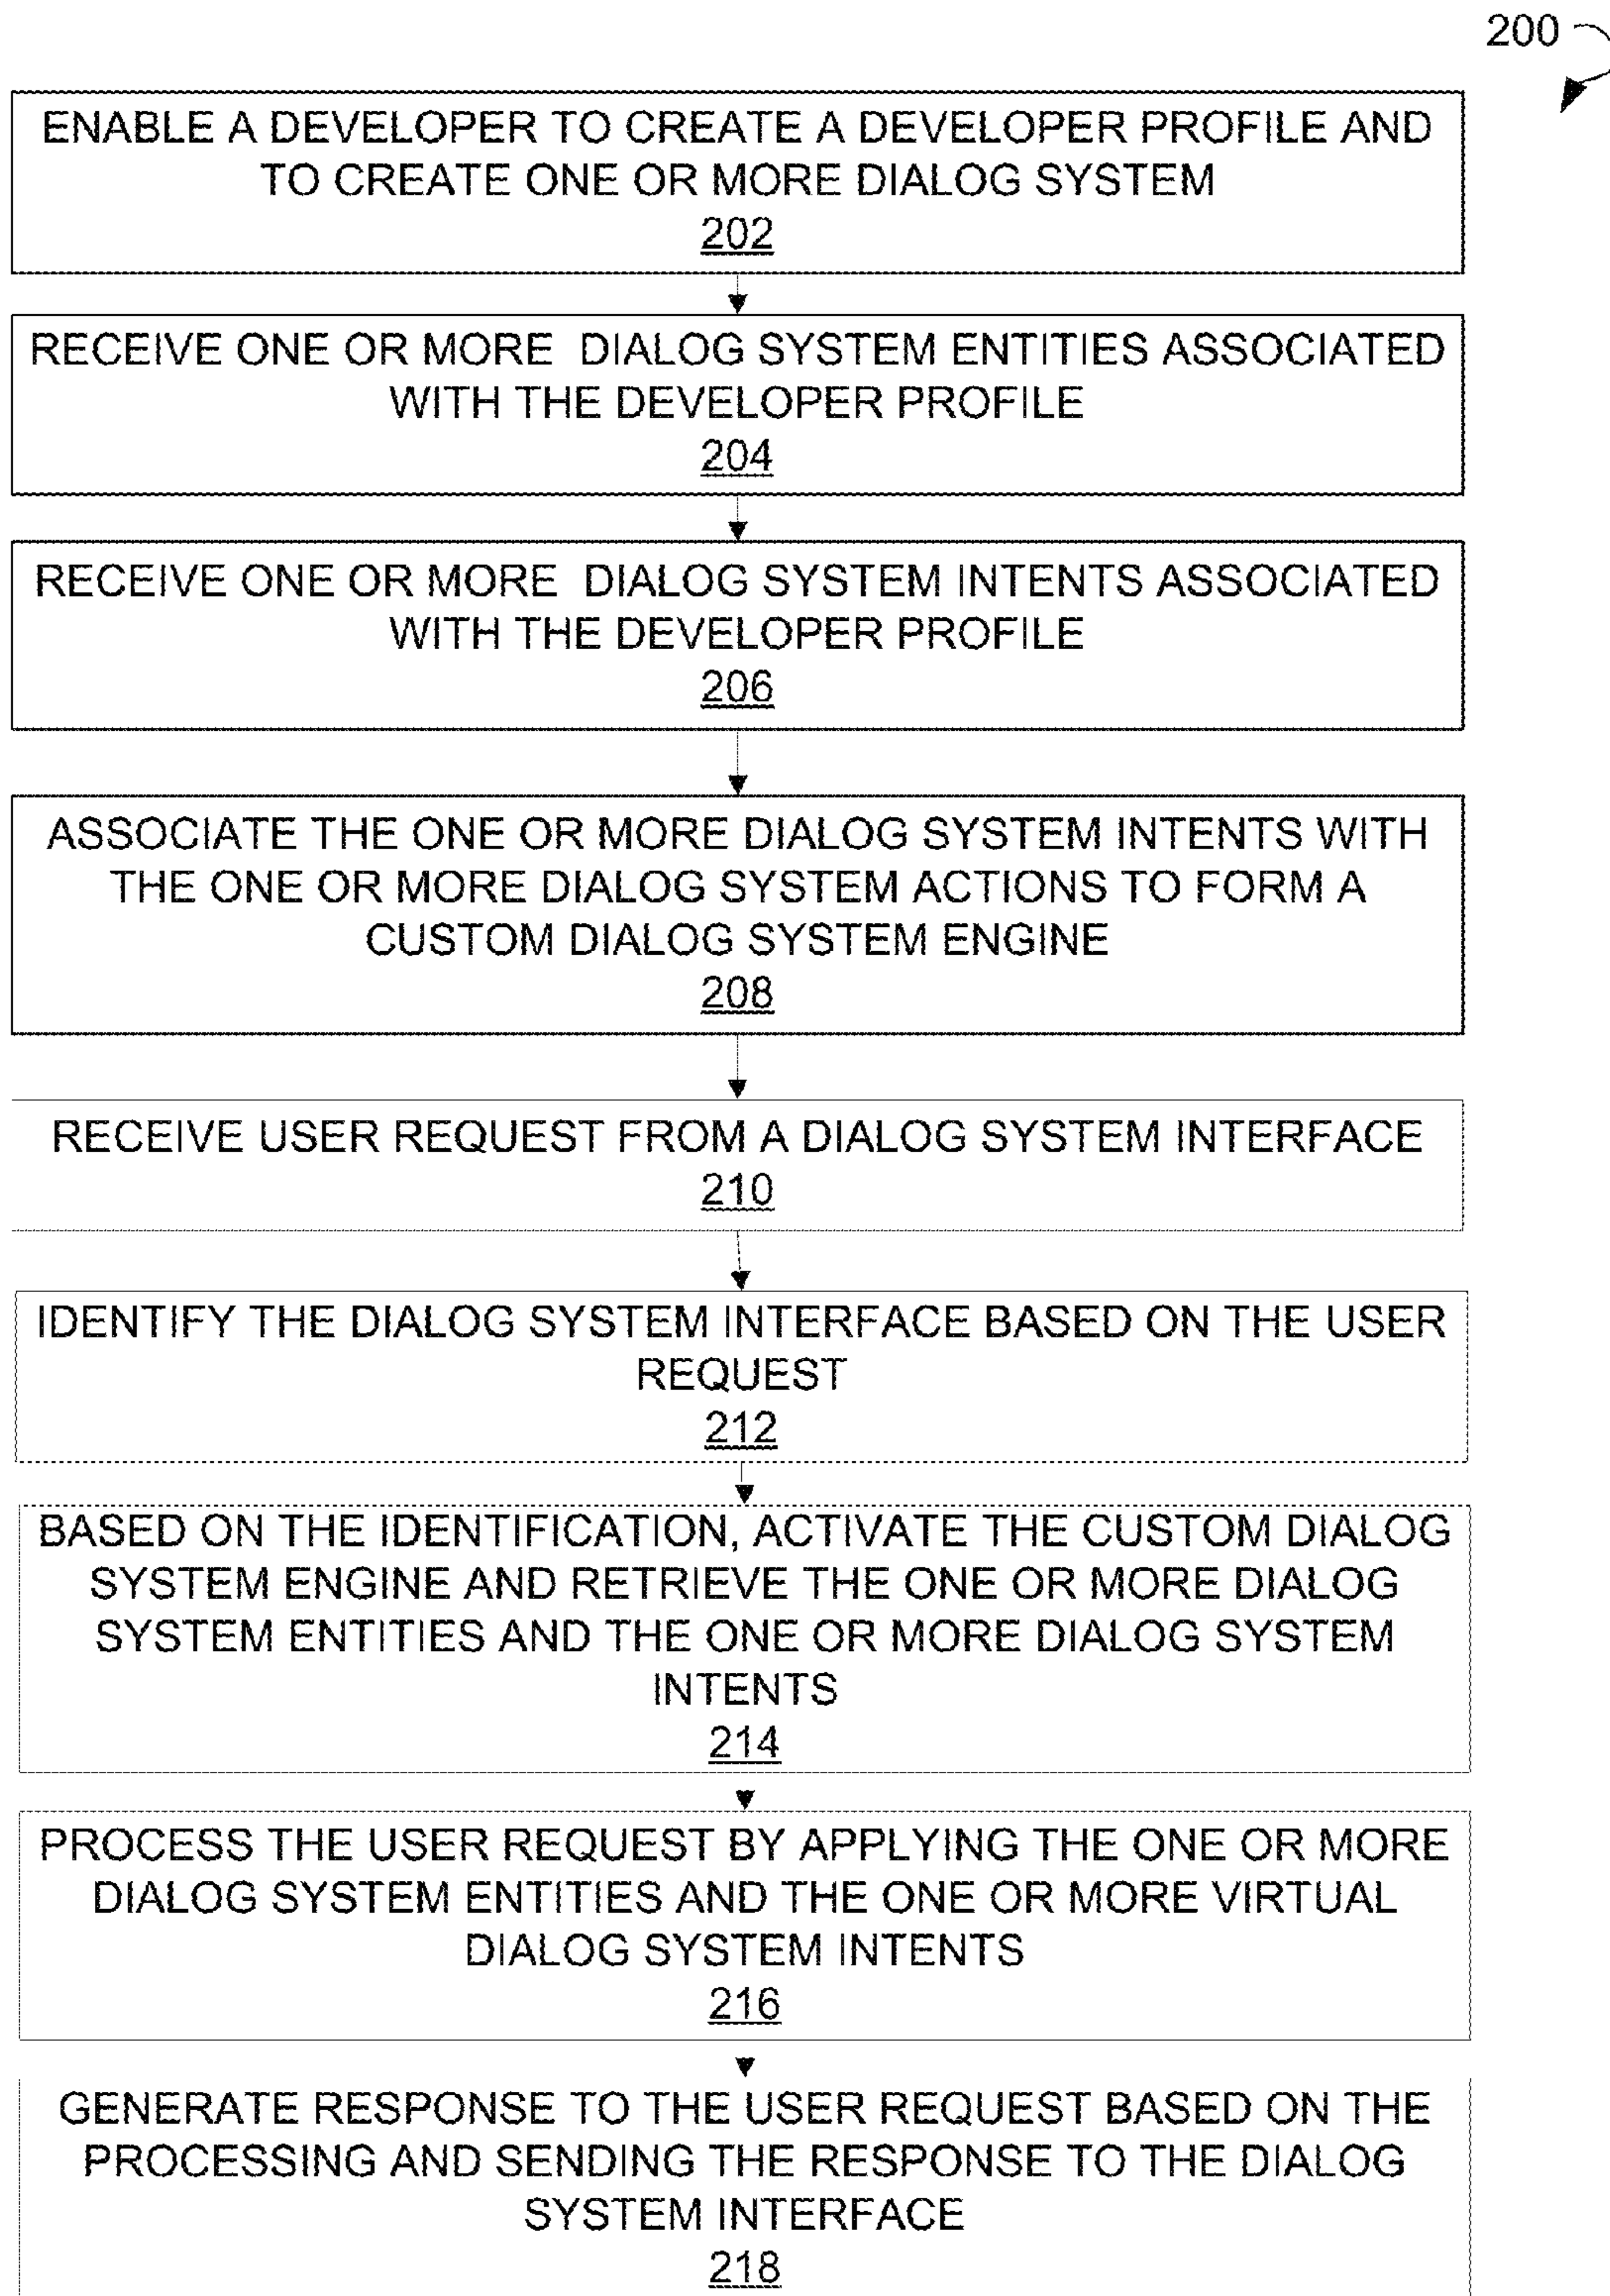 200
ENABLE A DEVELOPER TO CREATE A DEVELOPER PROFILE AND
TO CREATE ONE OR MORE DIALOG SYSTEM
202
RECEIVE ONE OR MORE DIALOG SYSTEM ENTITIES ASSOCIATED
WITH THE DEVELOPER PROFILE
204
RECEIVE ONE OR MORE DIALOG SYSTEM INTENTS ASSOCIATED
WITH THE DEVELOPER PROFILE
206
ASSOCIATE THE ONE OR MORE DIALOG SYSTEM INTENTS WITH
THE ONE OR MORE DIALOG SYSTEM ACTIONS TO FORM A
CUSTOM DIALOG SYSTEM ENGINE
208
RECEIVE USER REQUEST FROM A DIALOG SYSTEM INTERFACE
210
IDENTIFY THE DIALOG SYSTEM INTERFACE BASED ON THE USER
REQUEST
212
BASED ON THE IDENTIFICATION, ACTIVATE THE CUSTOM DIALOG
SYSTEM ENGINE AND RETRIEVE THE ONE OR MORE DIALOG
SYSTEM ENTITIES AND THE ONE OR MORE DIALOG SYSTEM
INTENTS
214
PROCESS THE USER REQUEST BY APPLYING THE ONE OR MORE
DIALOG SYSTEM ENTITIES AND THE ONE OR MORE VIRTUAL
DIALOG SYSTEM INTENTS
216
GENERATE RESPONSE TO THE USER REQUEST BASED ON THE
PROCESSING AND SENDING THE RESPONSE TO THE DIALOG
SYSTEM INTERFACE
218